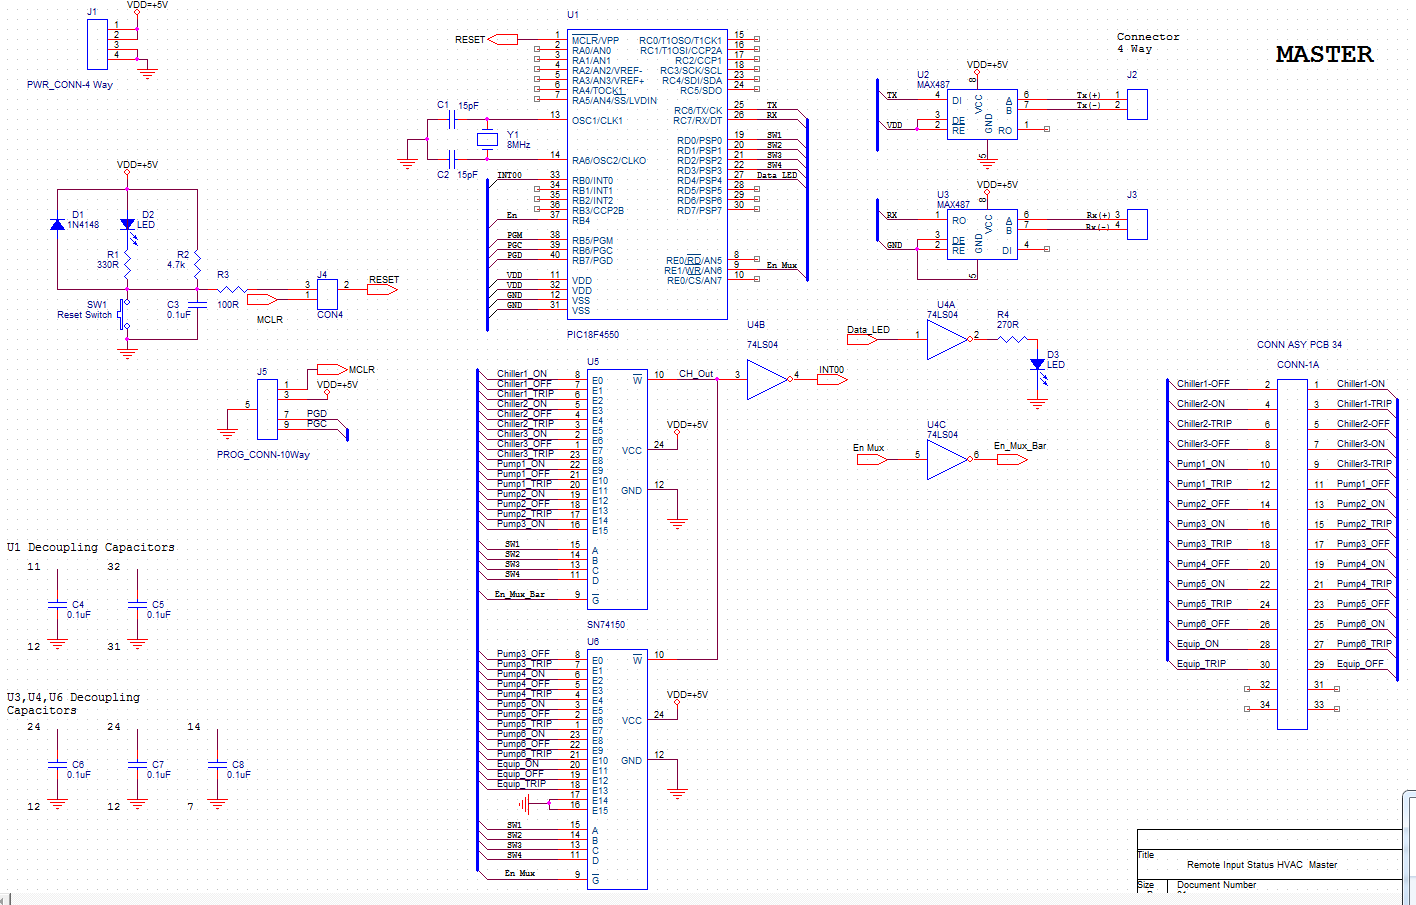 J1
VDD=+5V
1
2
3
4
PWR_CONN-4 Way
VDD=+5V
D1
1N4148
D2
LED
R1
330R
R2
4.7k
R3
100R
SW1
Reset Switch
C3
0.1uF
MCLR
J4
3
1
2
CON4
RESET
J5
1
3
5
7
9
MCLR
VDD=+5V
PGD
PGC
PROG_CONN-10Way
U1 Decoupling Capacitors
11
32
C4
0.1uF
C5
0.1uF
12
31
U3,U4,U6 Decoupling
Capacitors
24
24
14
C6
0.1uF
C7
0.1uF
C8
0.1uF
12
12
7
U1
RESET
1 MCLR/VPP
2 RA0/AN0
3 RA1/AN1
4 RA2/AN2/VREF-
5 RA3/AN3/VREF+
6 RA4/TOCK1
7 RA5/AN4/SS/LVDIN
13 OSC1/CLK1
14 RA6/OSC2/CLKO
INT00 33 RB0/INT0
34 RB1/INT1
35 RB2/INT2
36 RB3/CCP2B
En 37 RB4
PGM 38 RB5/PGM
PGC 39 RB6/PGC
PGD 40 RB7/PGD
VDD 11 VDD
VDD 32 VDD
GND 12 VSS
GND 31 VSS
RC0/T1OSO/T1CK1 15
RC1/T1OSI/CCP2A 16
RC2/CCP1 17
RC3/SCK/SCL 18
RC4/SDI/SDA 23
RC5/SDO 24
RC6/TX/CK 25 TX
RC7/RX/DT 26 RX
RD0/PSP0 19 SW1
RD1/PSP1 20 SW2
RD2/PSP2 21 SW3
RD3/PSP3 22 SW4
RD4/PSP4 27 Data LED
RD5/PSP5 28
RD6/PSP6 29
RD7/PSP7 30
RE0/RD/AN5 8
RE1/WR/AN6 9 En Mux
RE0/CS/AN7 10
PIC18F4550
C1 15pF
C2 15pF
Y1
8MHz
U5
Chiller1_ON 8 E0
Chiller1_OFF 7 E1
Chiller1_TRIP 6 E2
Chiller2_ON 5 E3
Chiller2_OFF 4 E4
Chiller2_TRIP 3 E5
Chiller3_ON 2 E6
Chiller3_OFF 1 E7
Chiller3_TRIP 23 E8
Pump1_ON 22 E9
Pump1_OFF 21 E10
Pump1_TRIP 20 E11
Pump2_ON 19 E12
Pump2_OFF 18 E13
Pump2_TRIP 17 E14
Pump3_ON 16 E15
SW1 15 A
SW2 14 B
SW3 13 C
SW4 11 D
En_Mux_Bar 9 G
W 10 CH_Out
VCC 24 VDD=+5V
GND 12
SN74150
U6
Pump3_OFF 8 E0
Pump3_TRIP 7 E1
Pump4_ON 6 E2
Pump4_OFF 5 E3
Pump4_TRIP 4 E4
Pump5_ON 3 E5
Pump5_OFF 2 E6
Pump5_TRIP 1 E7
Pump6_ON 23 E8
Pump6_OFF 22 E9
Pump6_TRIP 21 E10
Equip_ON 20 E11
Equip_OFF 19 E12
Equip_TRIP 18 E13
17 E14
16 E15
SW1 15 A
SW2 14 B
SW3 13 C
SW4 11 D
En Mux 9 G
W 10
VCC 24 VDD=+5V
GND 12
U4B
74LS04
3
4
INT00
Connector
4 Way
MASTER
U2
MAX487
VDD=+5V
TX 4 DI
VDD 3 DE
2 RE
VCC 8
GND 5
A 6 Tx(+) 1
B 7 Tx(-) 2
RO 1
J2
U3
MAX487
VDD=+5V
RX 1 RO
3 DE
GND 2 RE
VCC 8
GND 5
A 6 Rx(+) 3
B 7 Rx(-) 4
DI 4
J3
U4A
74LS04
Data_LED
1
2
R4
270R
D3
LED
U4C
74LS04
En Mux
5
6
En_Mux_Bar
CONN ASY PCB 34
CONN-1A
Chiller1-OFF 2 1 Chiller1-ON
Chiller2-ON 4 3 Chiller1-TRIP
Chiller2-TRIP 6 5 Chiller2-OFF
Chiller3-OFF 8 7 Chiller3-ON
Pump1_ON 10 9 Chiller3-TRIP
Pump1_TRIP 12 11 Pump1_OFF
Pump2_OFF 14 13 Pump2_ON
Pump3_ON 16 15 Pump2_TRIP
Pump3_TRIP 18 17 Pump3_OFF
Pump4_OFF 20 19 Pump4_ON
Pump5_ON 22 21 Pump4_TRIP
Pump5_TRIP 24 23 Pump5_OFF
Pump6_OFF 26 25 Pump6_ON
Equip_ON 28 27 Pump6_TRIP
Equip_TRIP 30 29 Equip_OFF
32 31
34 33
Title
Remote Input Status HVAC Master
Size
Document Number